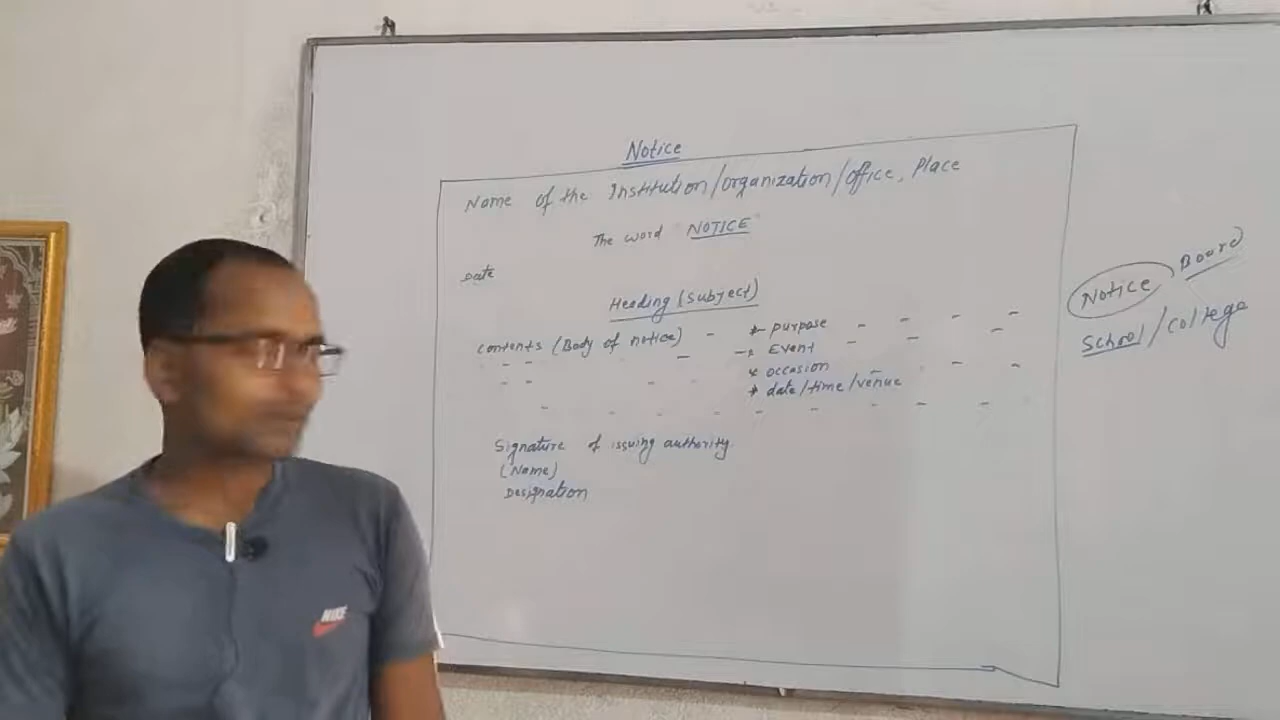 Notice
Name of the Institution/organization/office, Place
The word NOTICE
Date
Heading (Subject)
Contents (Body of notice) - * purpose
* Event
* occasion
* date/time/venue
Signature of issuing authority.
(Name)
Designation
Notice Board
School/college
NIKE